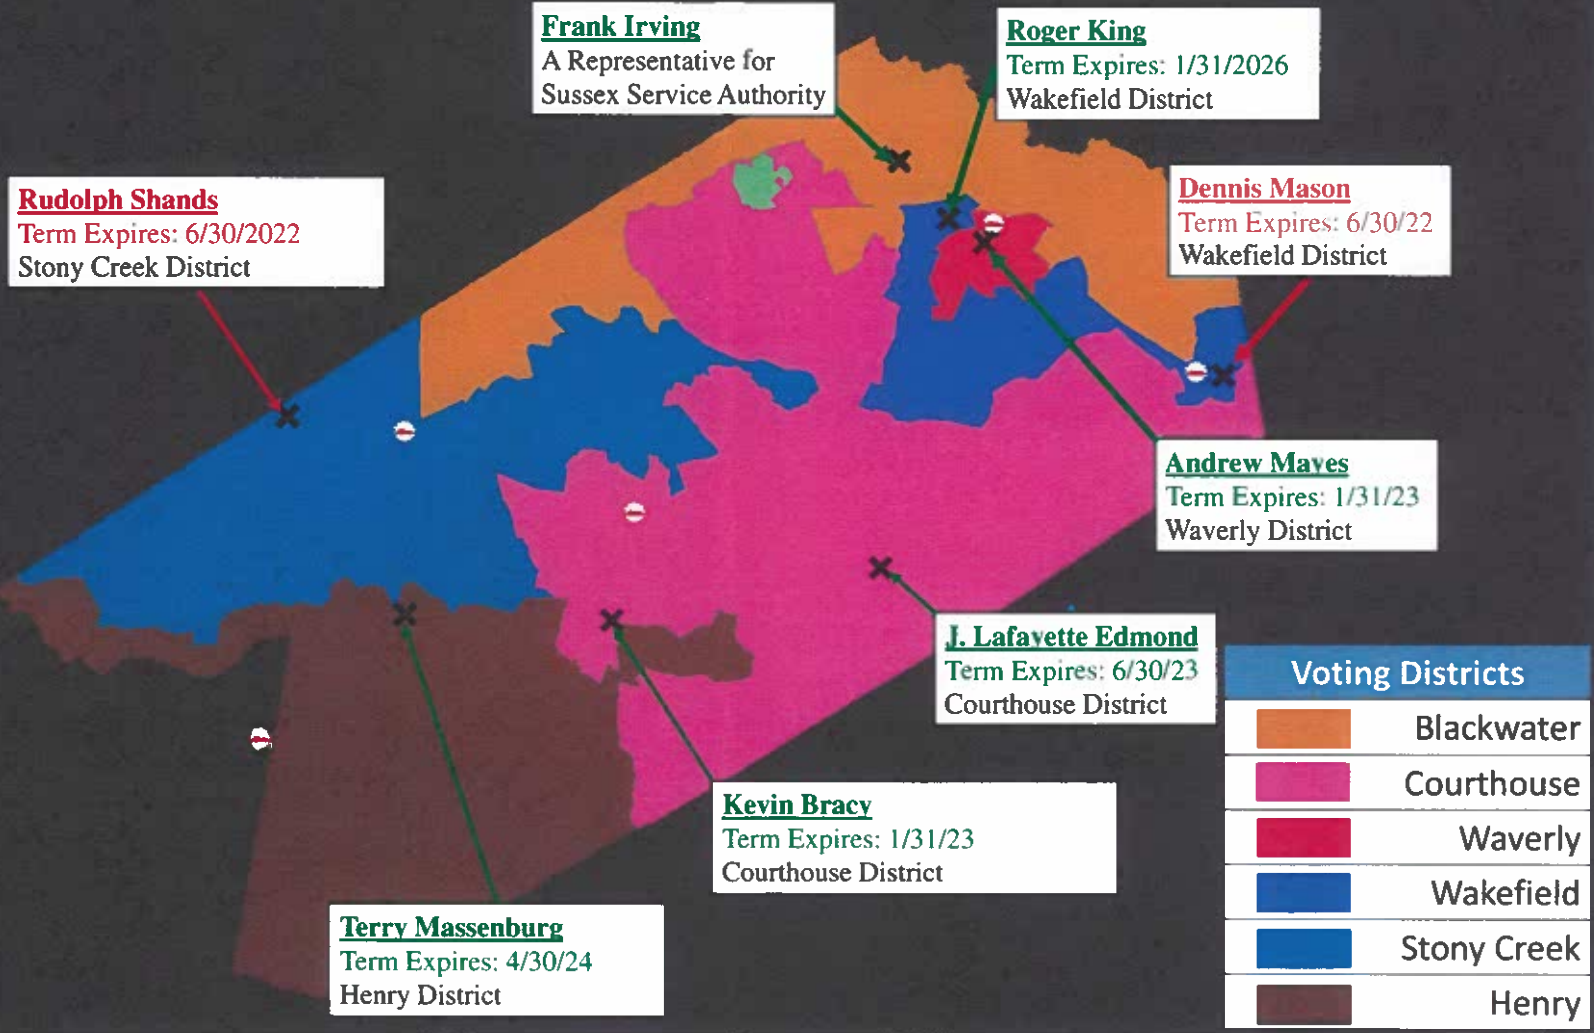 Frank Irving
A Representative for
Sussex Service Authority
Roger King
Term Expires: 1/31/2026
Wakefield District
Rudolph Shands
Term Expires: 6/30/2022
Stony Creek District
Dennis Mason
Term Expires: 6/30/22
Wakefield District
Andrew Mayes
Term Expires: 1/31/23
Waverly District
J. Lafayette Edmond
Term Expires: 6/30/23
Courthouse District
Kevin Bracy
Term Expires: 1/31/23
Courthouse District
Terry Massenburg
Term Expires: 4/30/24
Henry District
Voting Districts
Blackwater
Courthouse
Waverly
Wakefield
Stony Creek
Henry